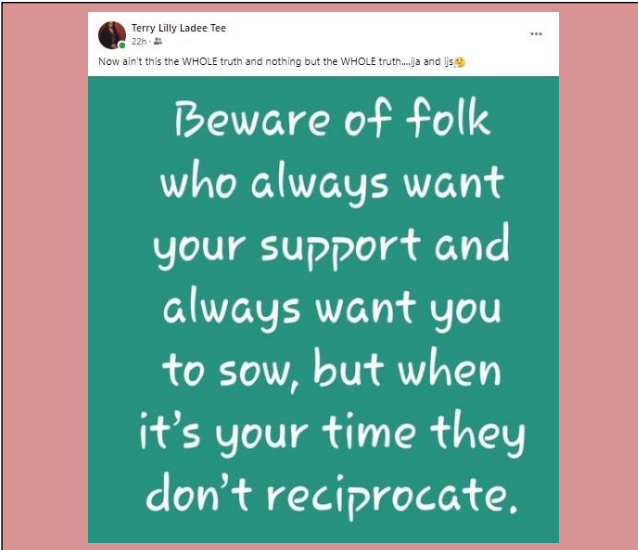 Terry Lilly Ladee Tee
22h ·
Now ain't this the WHOLE truth and nothing but the WHOLE truth....ija and ijs🤔
Beware of folk
who always want
your support and
always want you
to sow, but when
it's your time they
don't reciprocate.